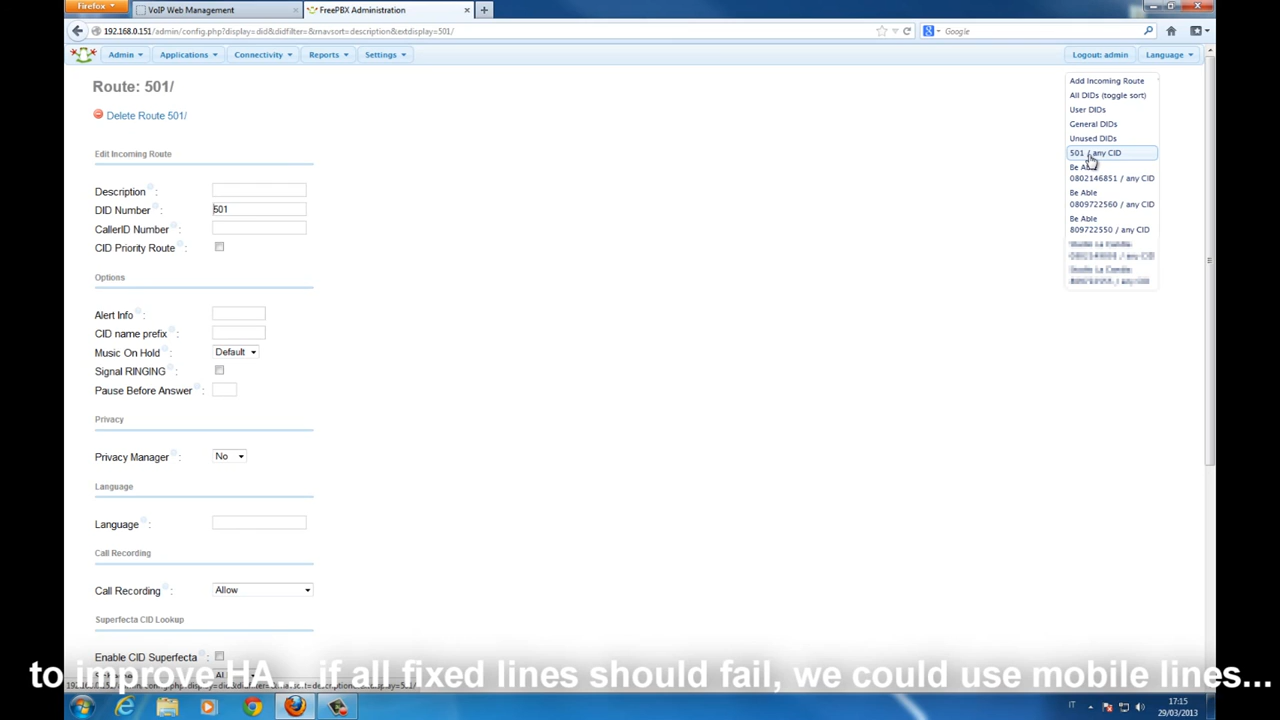 Firefox
VoIP Web Management
FreePBX Administration
192.168.0.151/admin/config.php?display=did&didfilter=&rnavsort=description&extdisplay=501/
Google
Admin
Applications
Connectivity
Reports
Settings
Logout: admin
Language
Route: 501/
Delete Route 501/
Edit Incoming Route
Description :
DID Number : 501
CallerID Number :
CID Priority Route :
Options
Alert Info :
CID name prefix :
Music On Hold : Default
Signal RINGING :
Pause Before Answer :
Privacy
Privacy Manager : No
Language
Language :
Call Recording
Call Recording : Allow
Superfecta CID Lookup
Enable CID Superfecta :
Add Incoming Route
All DIDs (toggle sort)
User DIDs
General DIDs
Unused DIDs
501 / any CID
Be Able
0802146851 / any CID
Be Able
0809722560 / any CID
Be Able
809722550 / any CID
to improve HA... if all fixed lines should fail, we could use mobile lines...
IT
17:15
29/03/2013